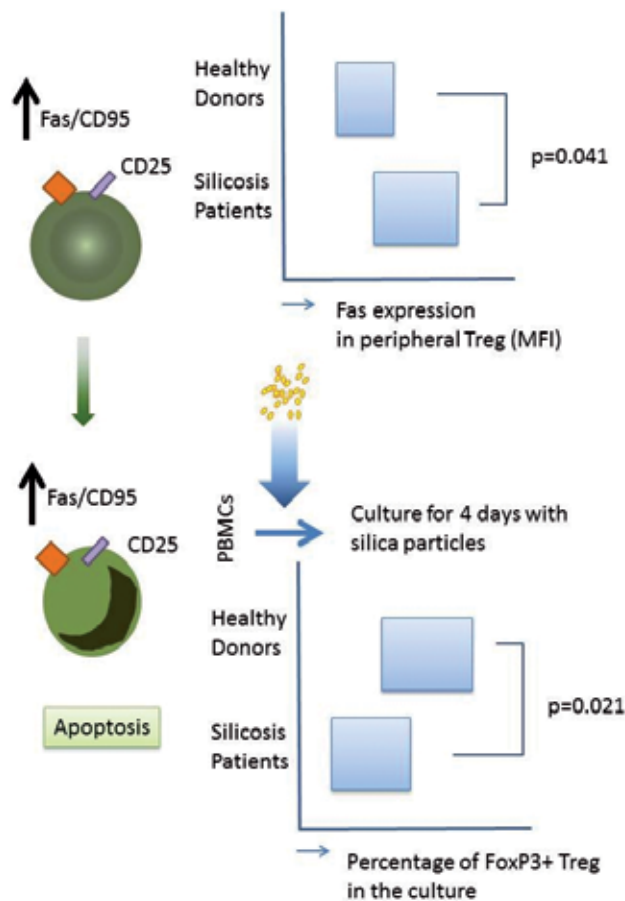 Fas/CD95
CD25
Healthy
Donors
Silicosis
Patients
p=0.041
Fas expression
in peripheral Treg (MFI)
Fas/CD95
CD25
Apoptosis
PBMCs
Culture for 4 days with
silica particles
Healthy
Donors
Silicosis
Patients
p=0.021
Percentage of FoxP3+ Treg
in the culture